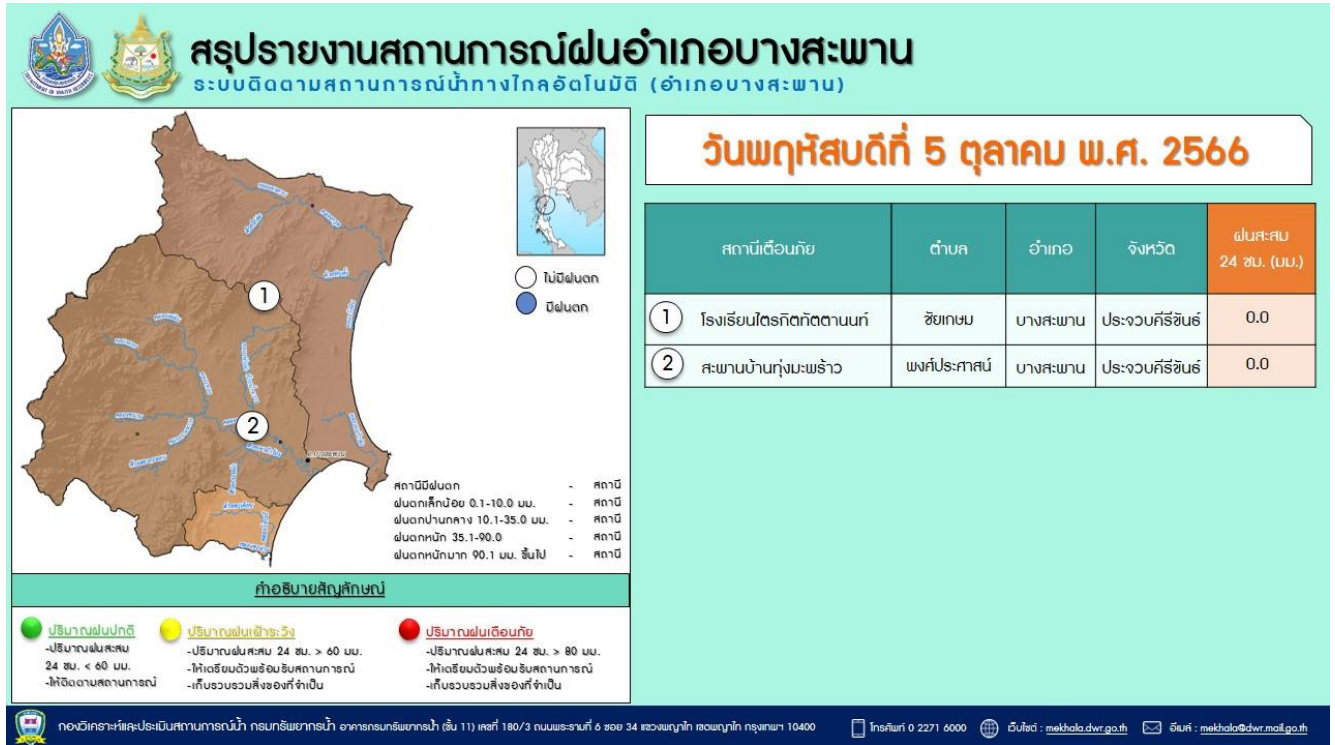 สรุปรายงานสถานการณ์ฝนอำเภอบางสะพาน
ระบบติดตามสถานการณ์น้ำทางไกลอัตโนมัติ (อำเภอบางสะพาน)
วันพฤหัสบดีที่ 5 ตุลาคม พ.ศ. 2566
ไม่มีฝนตก
มีฝนตก
1
2
สถานีมีฝนตก - สถานี
ฝนตกเล็กน้อย 0.1-10.0 มม. - สถานี
ฝนตกปานกลาง 10.1-35.0 มม. - สถานี
ฝนตกหนัก 35.1-90.0 - สถานี
ฝนตกหนักมาก 90.1 มม. ขึ้นไป - สถานี
สถานีเตือนภัย ตำบล อำเภอ จังหวัด ฝนสะสม
24 ชม. (มม.)
1 โรงเรียนไตรกิตทัตตานนท์ ชัยเกษม บางสะพาน ประจวบคีรีขันธ์ 0.0
2 สะพานบ้านทุ่งมะพร้าว พงศ์ประศาสน์ บางสะพาน ประจวบคีรีขันธ์ 0.0
คำอธิบายสัญลักษณ์
ปริมาณฝนปกติ
-ปริมาณฝนสะสม
24 ชม. < 60 มม.
-ให้ติดตามสถานการณ์
ปริมาณฝนเฝ้าระวัง
-ปริมาณฝนสะสม 24 ชม. > 60 มม.
-ให้เตรียมตัวพร้อมรับสถานการณ์
-เก็บรวบรวมสิ่งของที่จำเป็น
ปริมาณฝนเตือนภัย
-ปริมาณฝนสะสม 24 ชม. > 80 มม.
-ให้เตรียมตัวพร้อมรับสถานการณ์
-เก็บรวบรวมสิ่งของที่จำเป็น
กองวิเคราะห์และประเมินสถานการณ์น้ำ กรมทรัพยากรน้ำ อาคารกรมทรัพยากรน้ำ (ชั้น 11) เลขที่ 180/3 ถนนพระรามที่ 6 ซอย 34 แขวงพญาไท เขตพญาไท กรุงเทพฯ 10400 โทรศัพท์ 0 2271 6000 เว็บไซต์ : mekhala.dwr.go.th อีเมล์ : mekhala@dwr.mail.go.th